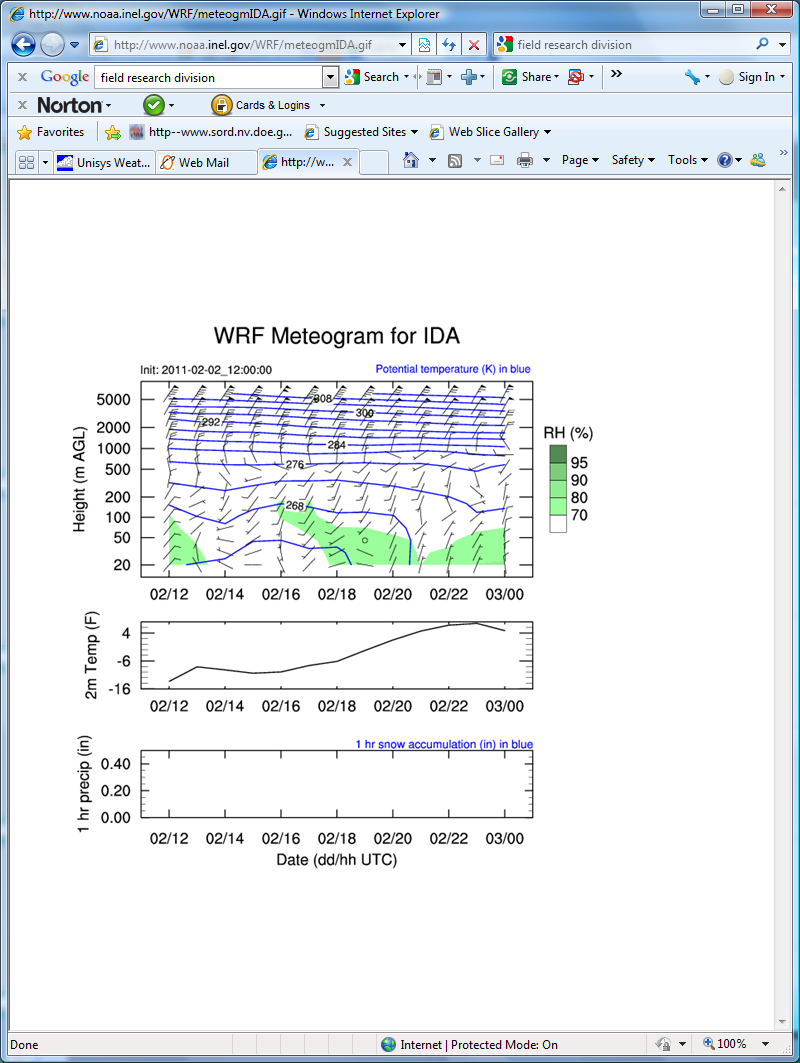 http://www.noaa.inel.gov/WRF/meteogmIDA.gif - Windows Internet Explorer
http://www.noaa.inel.gov/WRF/meteogmIDA.gif field research division
Google field research division Search Share Sign In
Norton Cards & Logins
Favorites http--www.sord.nv.doe.g... Suggested Sites Web Slice Gallery
Unisys Weat... Web Mail http://w... Page Safety Tools
WRF Meteogram for IDA
Init: 2011-02-02_12:00:00 Potential temperature (K) in blue
Height (m AGL)
5000
2000
1000
500
200
100
50
20
308
300
292
284
276
268
RH (%)
95
90
80
70
02/12 02/14 02/16 02/18 02/20 02/22 03/00
2m Temp (F)
4
-6
-16
02/12 02/14 02/16 02/18 02/20 02/22 03/00
1 hr snow accumulation (in) in blue
1 hr precip (in)
0.40
0.20
0.00
02/12 02/14 02/16 02/18 02/20 02/22 03/00
Date (dd/hh UTC)
Done Internet | Protected Mode: On 100%